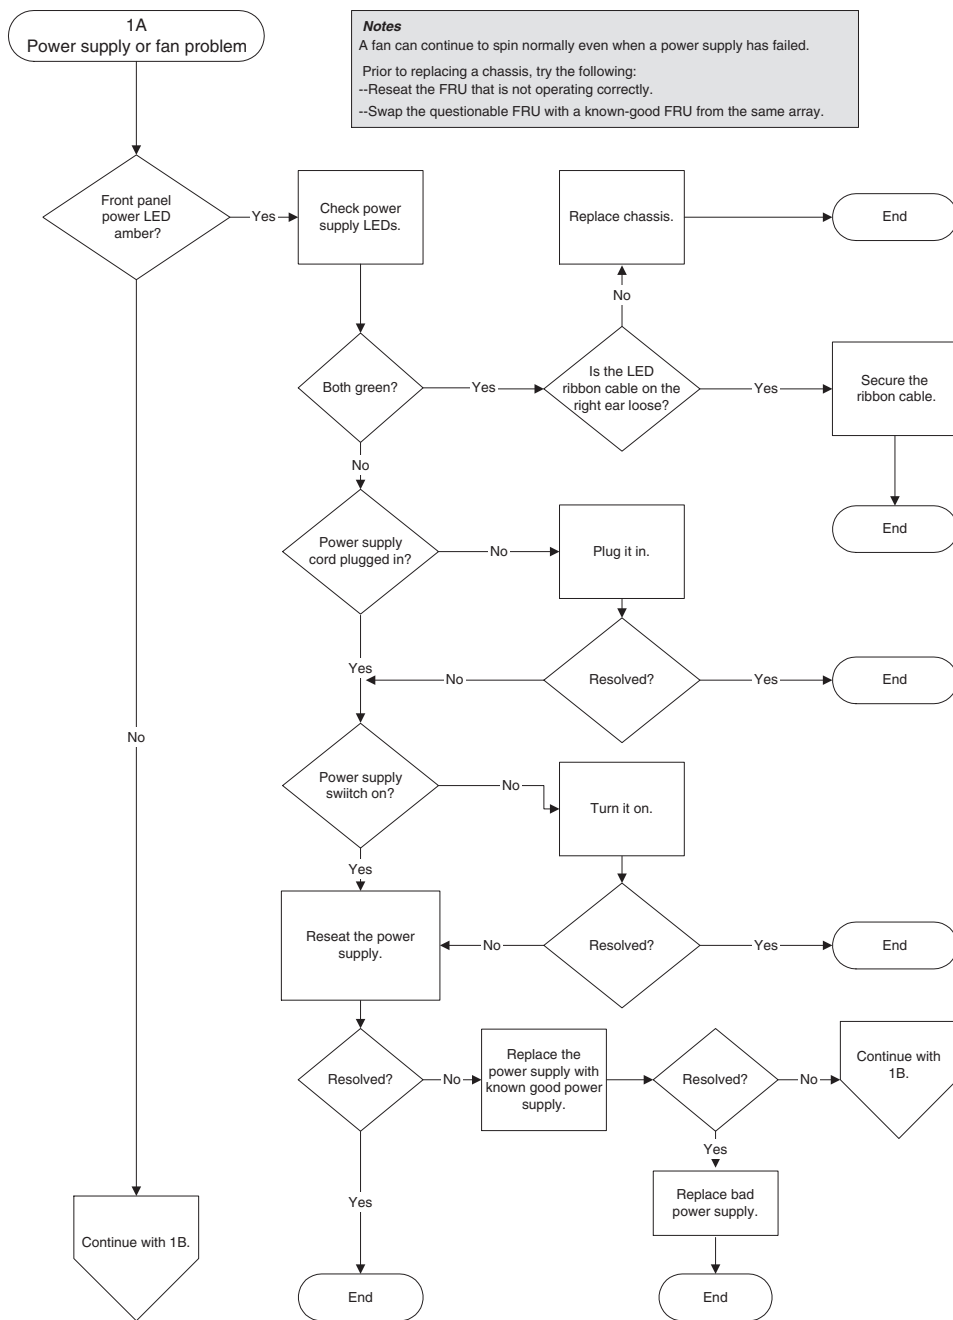 1A
Power supply or fan problem
Notes
A fan can continue to spin normally even when a power supply has failed.
Prior to replacing a chassis, try the following:
--Reseat the FRU that is not operating correctly.
--Swap the questionable FRU with a known-good FRU from the same array.
Front panel
power LED
amber?
Yes
Check power
supply LEDs.
Replace chassis.
End
No
Both green?
Yes
Is the LED
ribbon cable on the
right ear loose?
Yes
Secure the
ribbon cable.
No
End
Power supply
cord plugged in?
No
Plug it in.
Yes
No
Resolved?
Yes
End
No
Power supply
swiitch on?
No
Turn it on.
Yes
Reseat the power
supply.
No
Resolved?
Yes
End
Resolved?
No
Replace the
power supply with
known good power
supply.
Resolved?
No
Continue with
1B.
Yes
Yes
Replace bad
power supply.
Continue with 1B.
End
End